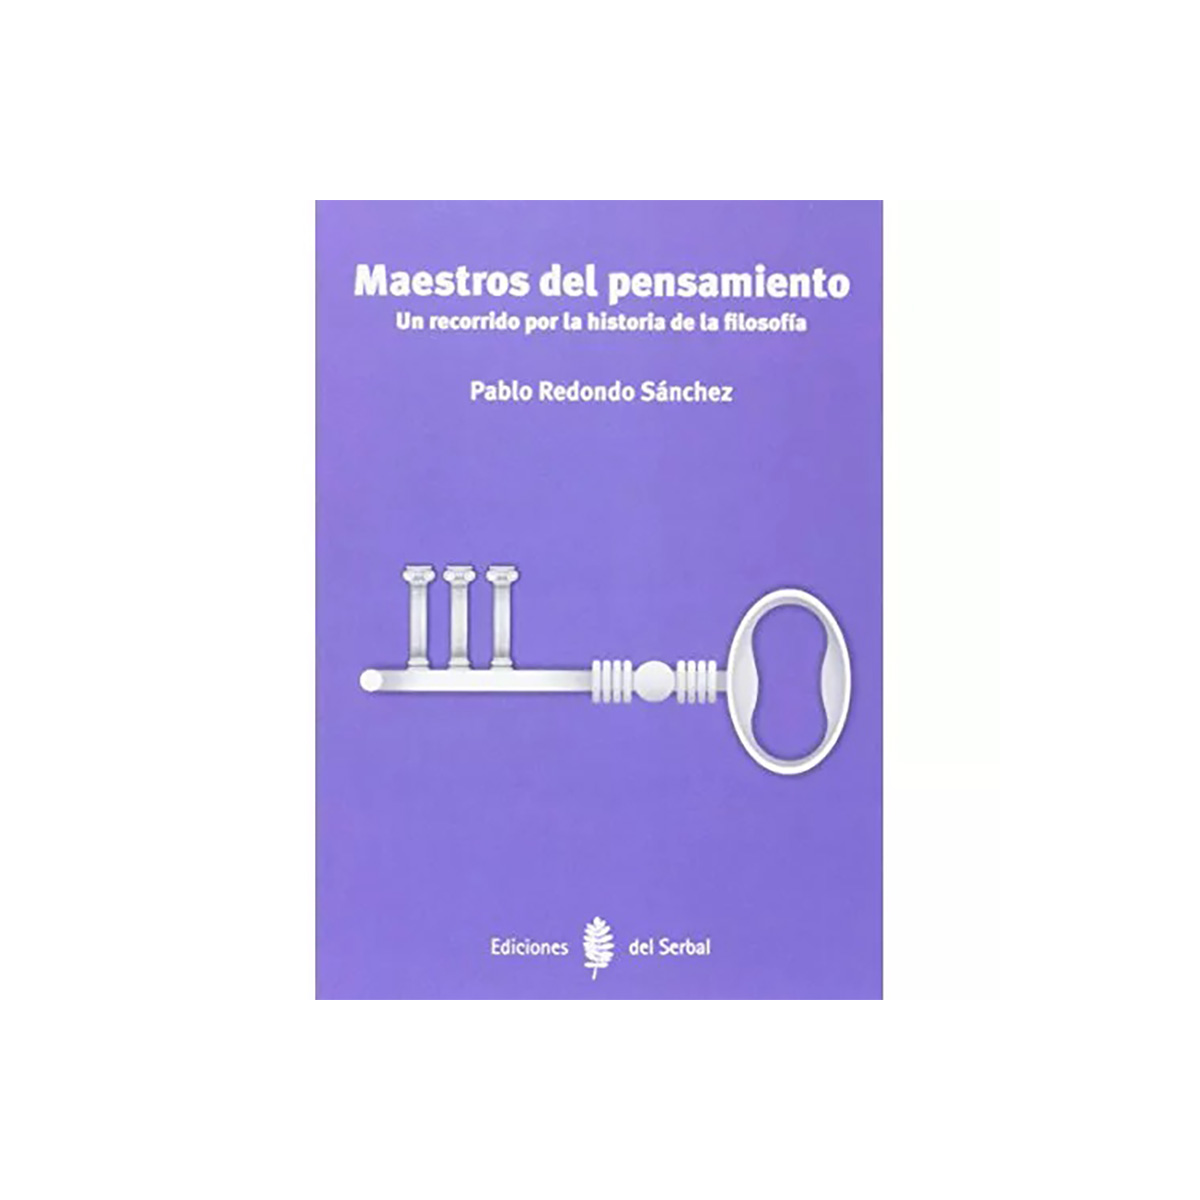 Maestros del pensamiento
Un recorrido por la historia de la filosofía
Pablo Redondo Sánchez
Ediciones del Serbal